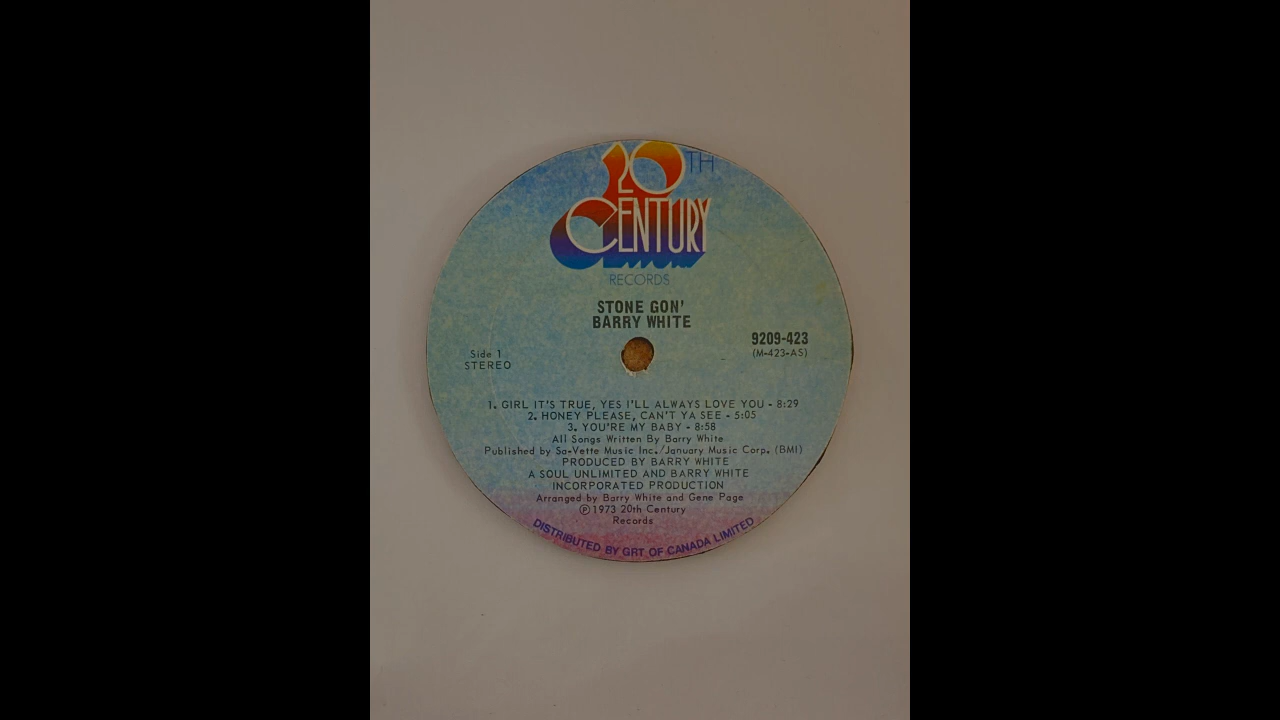 20TH
CENTURY
RECORDS
STONE GON'
BARRY WHITE
9209-423
(M-423-AS)
Side 1
STEREO
1. GIRL IT'S TRUE, YES I'LL ALWAYS LOVE YOU - 8:29
2. HONEY PLEASE, CAN'T YA SEE - 5:05
3. YOU'RE MY BABY - 8:58
All Songs Written By Barry White
Published by Sa-Vette Music Inc./January Music Corp. (BMI)
PRODUCED BY BARRY WHITE
A SOUL UNLIMITED AND BARRY WHITE
INCORPORATED PRODUCTION
Arranged by Barry White and Gene Page
℗ 1973 20th Century
Records
DISTRIBUTED BY GRT OF CANADA LIMITED